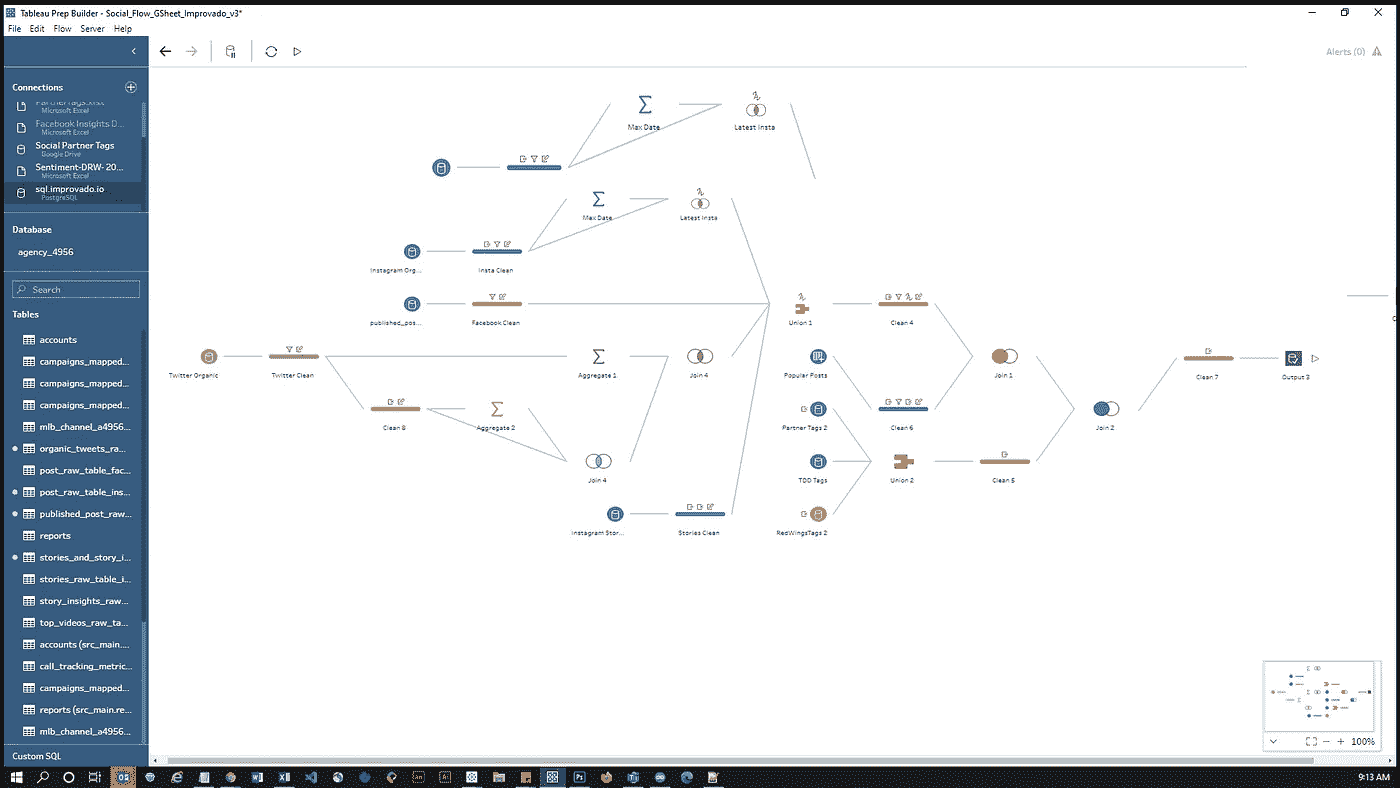 Tableau Prep Builder - Social_Flow_GSheet_Improvado_v3*
File Edit Flow Server Help
Alerts (0)
Connections
Microsoft Excel
Facebook Insights D...
Microsoft Excel
Social Partner Tags
Google Drive
Sentiment-DRW- 20...
Microsoft Excel
sql.improvado.io
PostgreSQL
Database
agency_4956
Search
Tables
accounts
campaigns_mapped...
campaigns_mapped...
campaigns_mapped...
mlb_channel_a4956...
organic_tweets_ra...
post_raw_table_fac...
post_raw_table_ins...
published_post_raw...
reports
stories_and_story_i...
stories_raw_table_i...
story_insights_raw...
top_videos_raw_ta...
accounts (src_main....
call_tracking_metric...
campaigns_mapped...
reports (src_main.re...
mlb_channel_a4956...
Custom SQL
Max Date
Latest Insta
Max Date
Latest Insta
Instagram Org...
Insta Clean
published_pos...
Facebook Clean
Union 1
Clean 4
Twitter Organic
Twitter Clean
Aggregate 1
Join 4
Popular Posts
Join 1
Clean 7
Output 3
Clean 8
Aggregate 2
Partner Tags 2
Clean 6
Join 2
Join 4
TDD Tags
Union 2
Clean 5
Instagram Stor...
Stories Clean
RedWingsTags 2
100%
9:13 AM